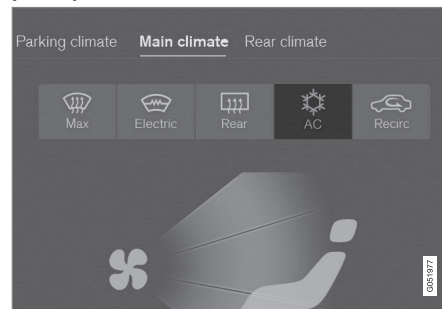 Parking climate Main climate Rear climate
Max Electric Rear AC Recirc
G051977